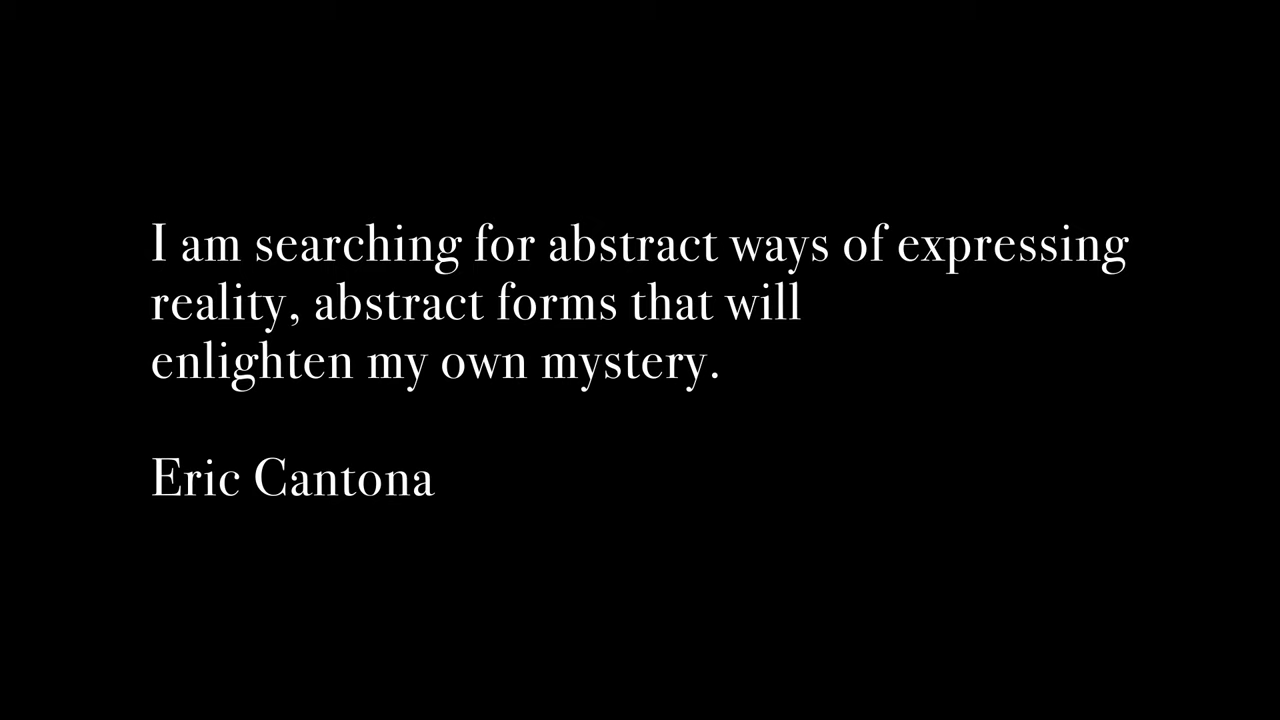 I am searching for abstract ways of expressing
reality, abstract forms that will
enlighten my own mystery.
Eric Cantona